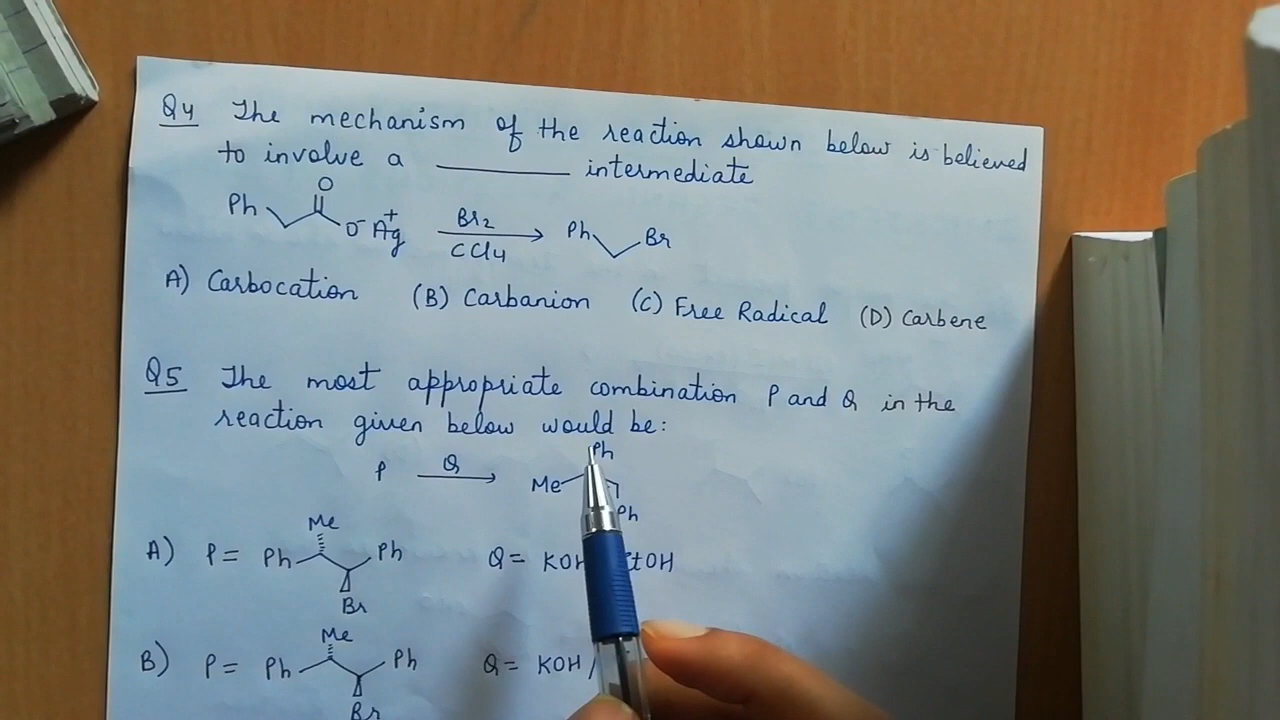 Q4 The mechanism of the reaction shown below is believed
to involve a ________ intermediate
Ph O O⁻ Ag⁺ Br₂ CCl₄ Ph Br
A) Carbocation (B) Carbanion (C) Free Radical (D) Carbene
Q5 The most appropriate combination P and Q in the
reaction given below would be:
P Q Me Ph Ph
Me
A) P = Ph Ph Q = KOH
Br
Me
B) P = Ph Ph Q = KOH /
Br